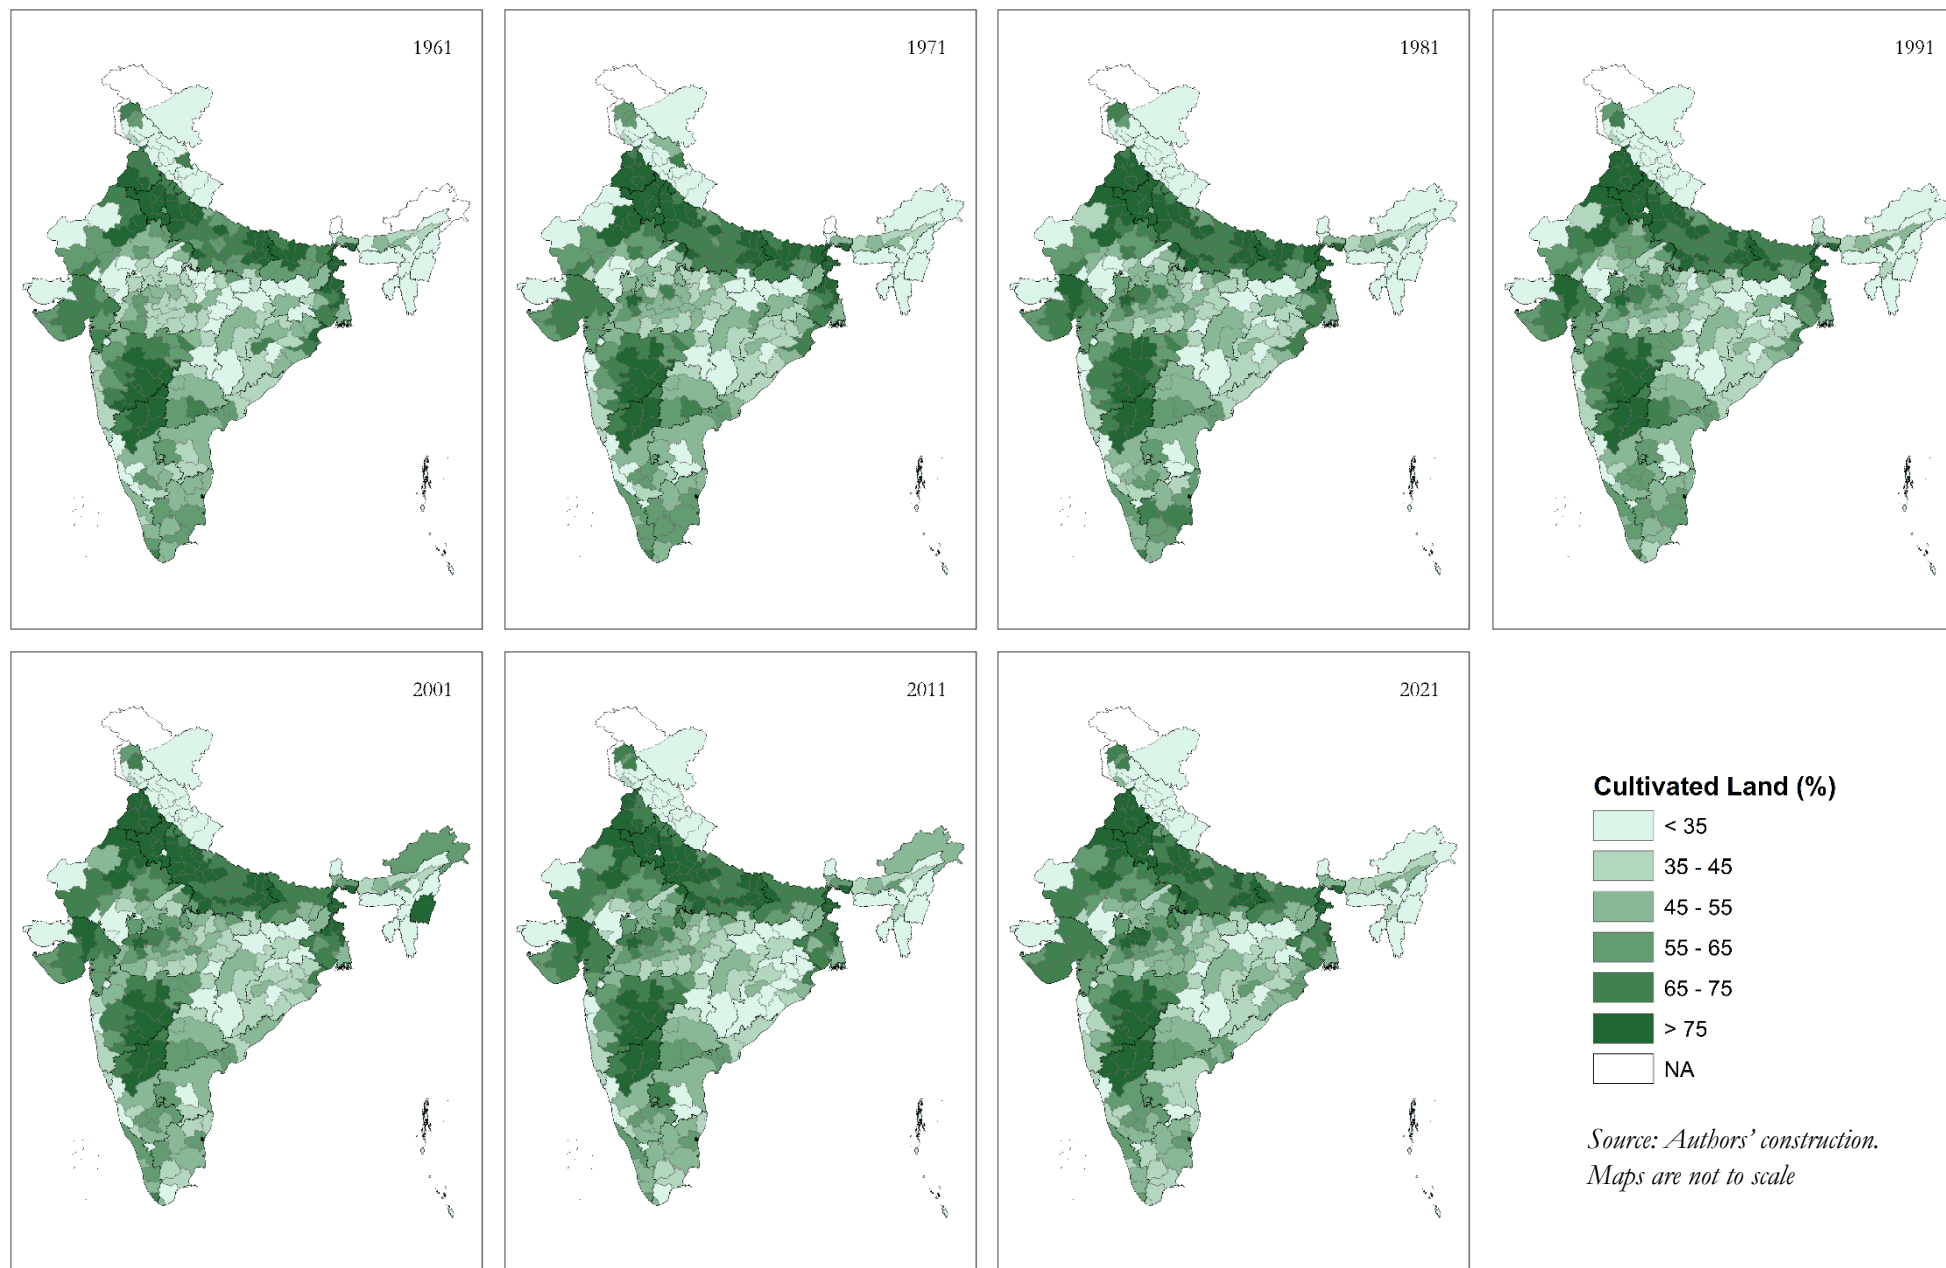 1961
1971
1981
1991
2001
2011
2021
Cultivated Land (%)
< 35
35 - 45
45 - 55
55 - 65
65 - 75
> 75
NA
Source: Authors' construction.
Maps are not to scale